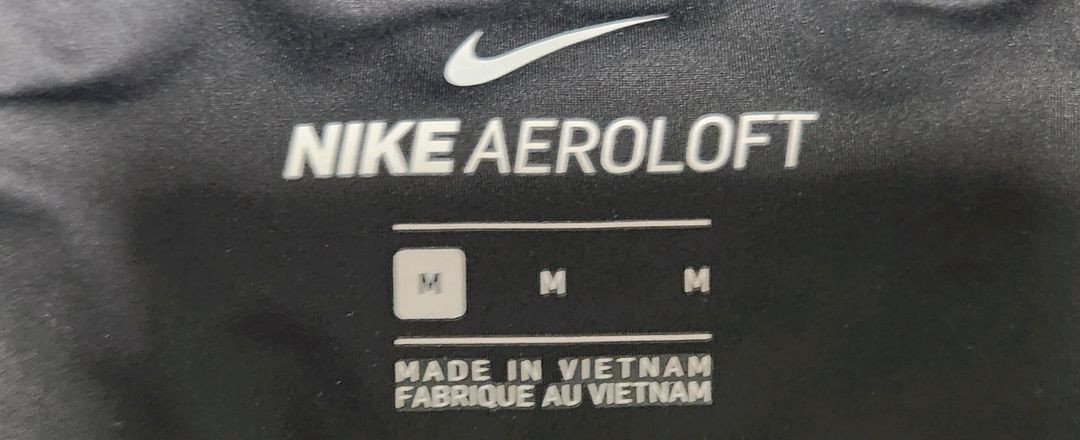 NIKE AEROLOFT
M M M
MADE IN VIETNAM
FABRIQUE AU VIETNAM